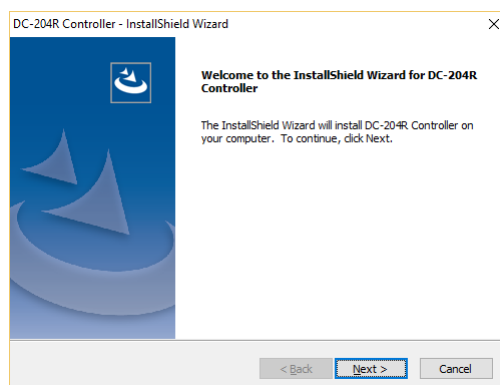 DC-204R Controller - InstallShield Wizard
Welcome to the InstallShield Wizard for DC-204R
Controller
The InstallShield Wizard will install DC-204R Controller on
your computer. To continue, click Next.
< Back Next > Cancel